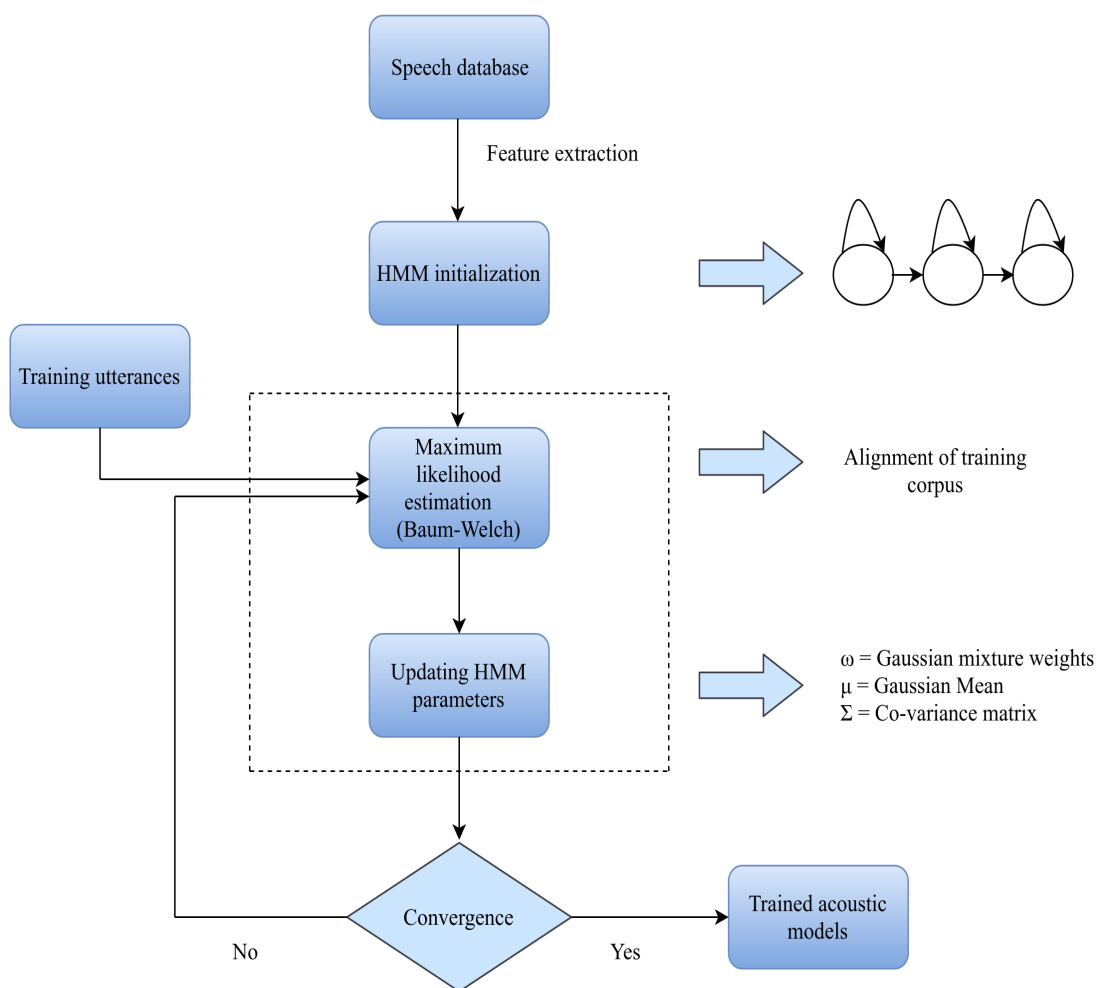 Speech database
Feature extraction
HMM initialization
Training utterances
Maximum
likelihood
estimation
(Baum-Welch)
Alignment of training
corpus
Updating HMM
parameters
ω = Gaussian mixture weights
μ = Gaussian Mean
Σ = Co-variance matrix
Convergence
No
Yes
Trained acoustic
models